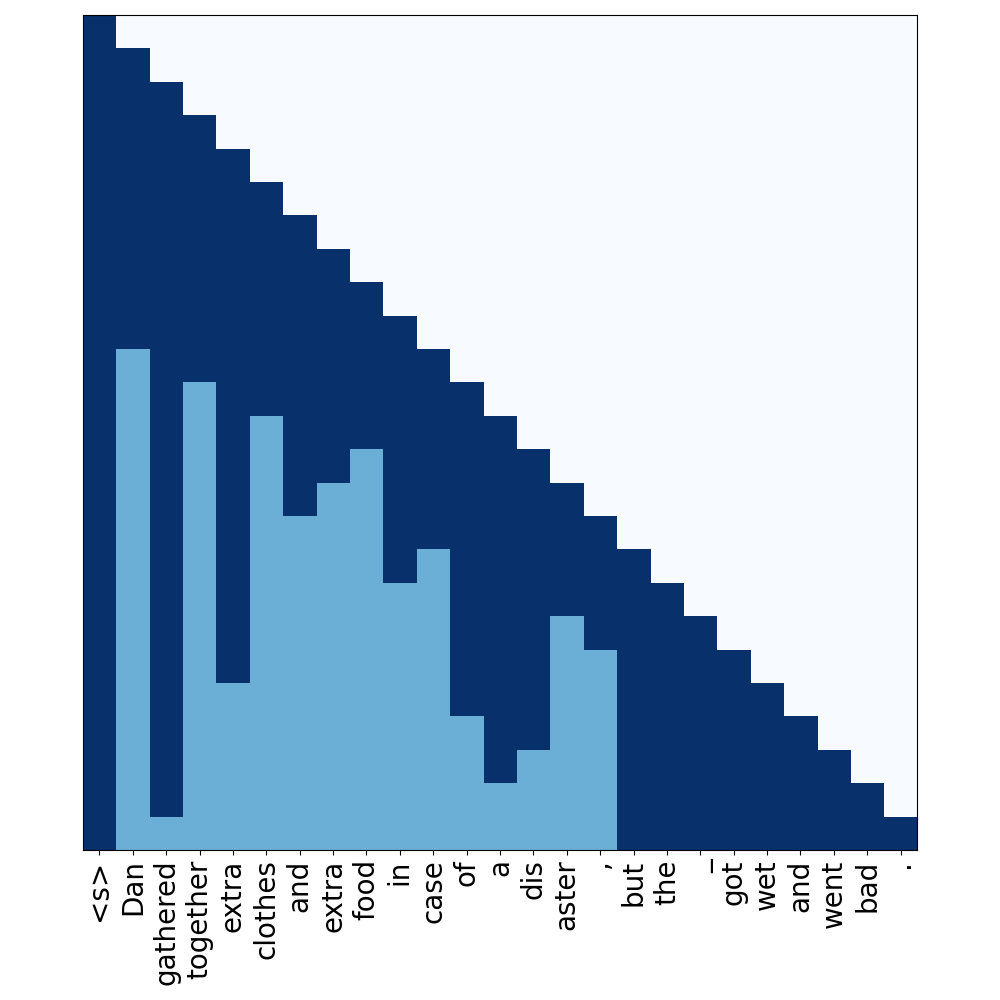 <s> Dan gathered together extra clothes and extra food in case of a dis aster , but the _ got wet and went bad .